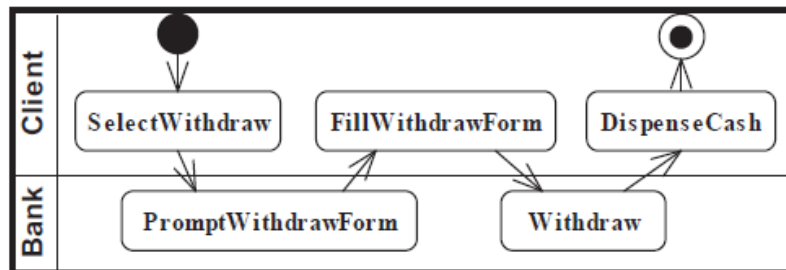 Client
SelectWithdraw
FillWithdrawForm
DispenseCash
Bank
PromptWithdrawForm
Withdraw